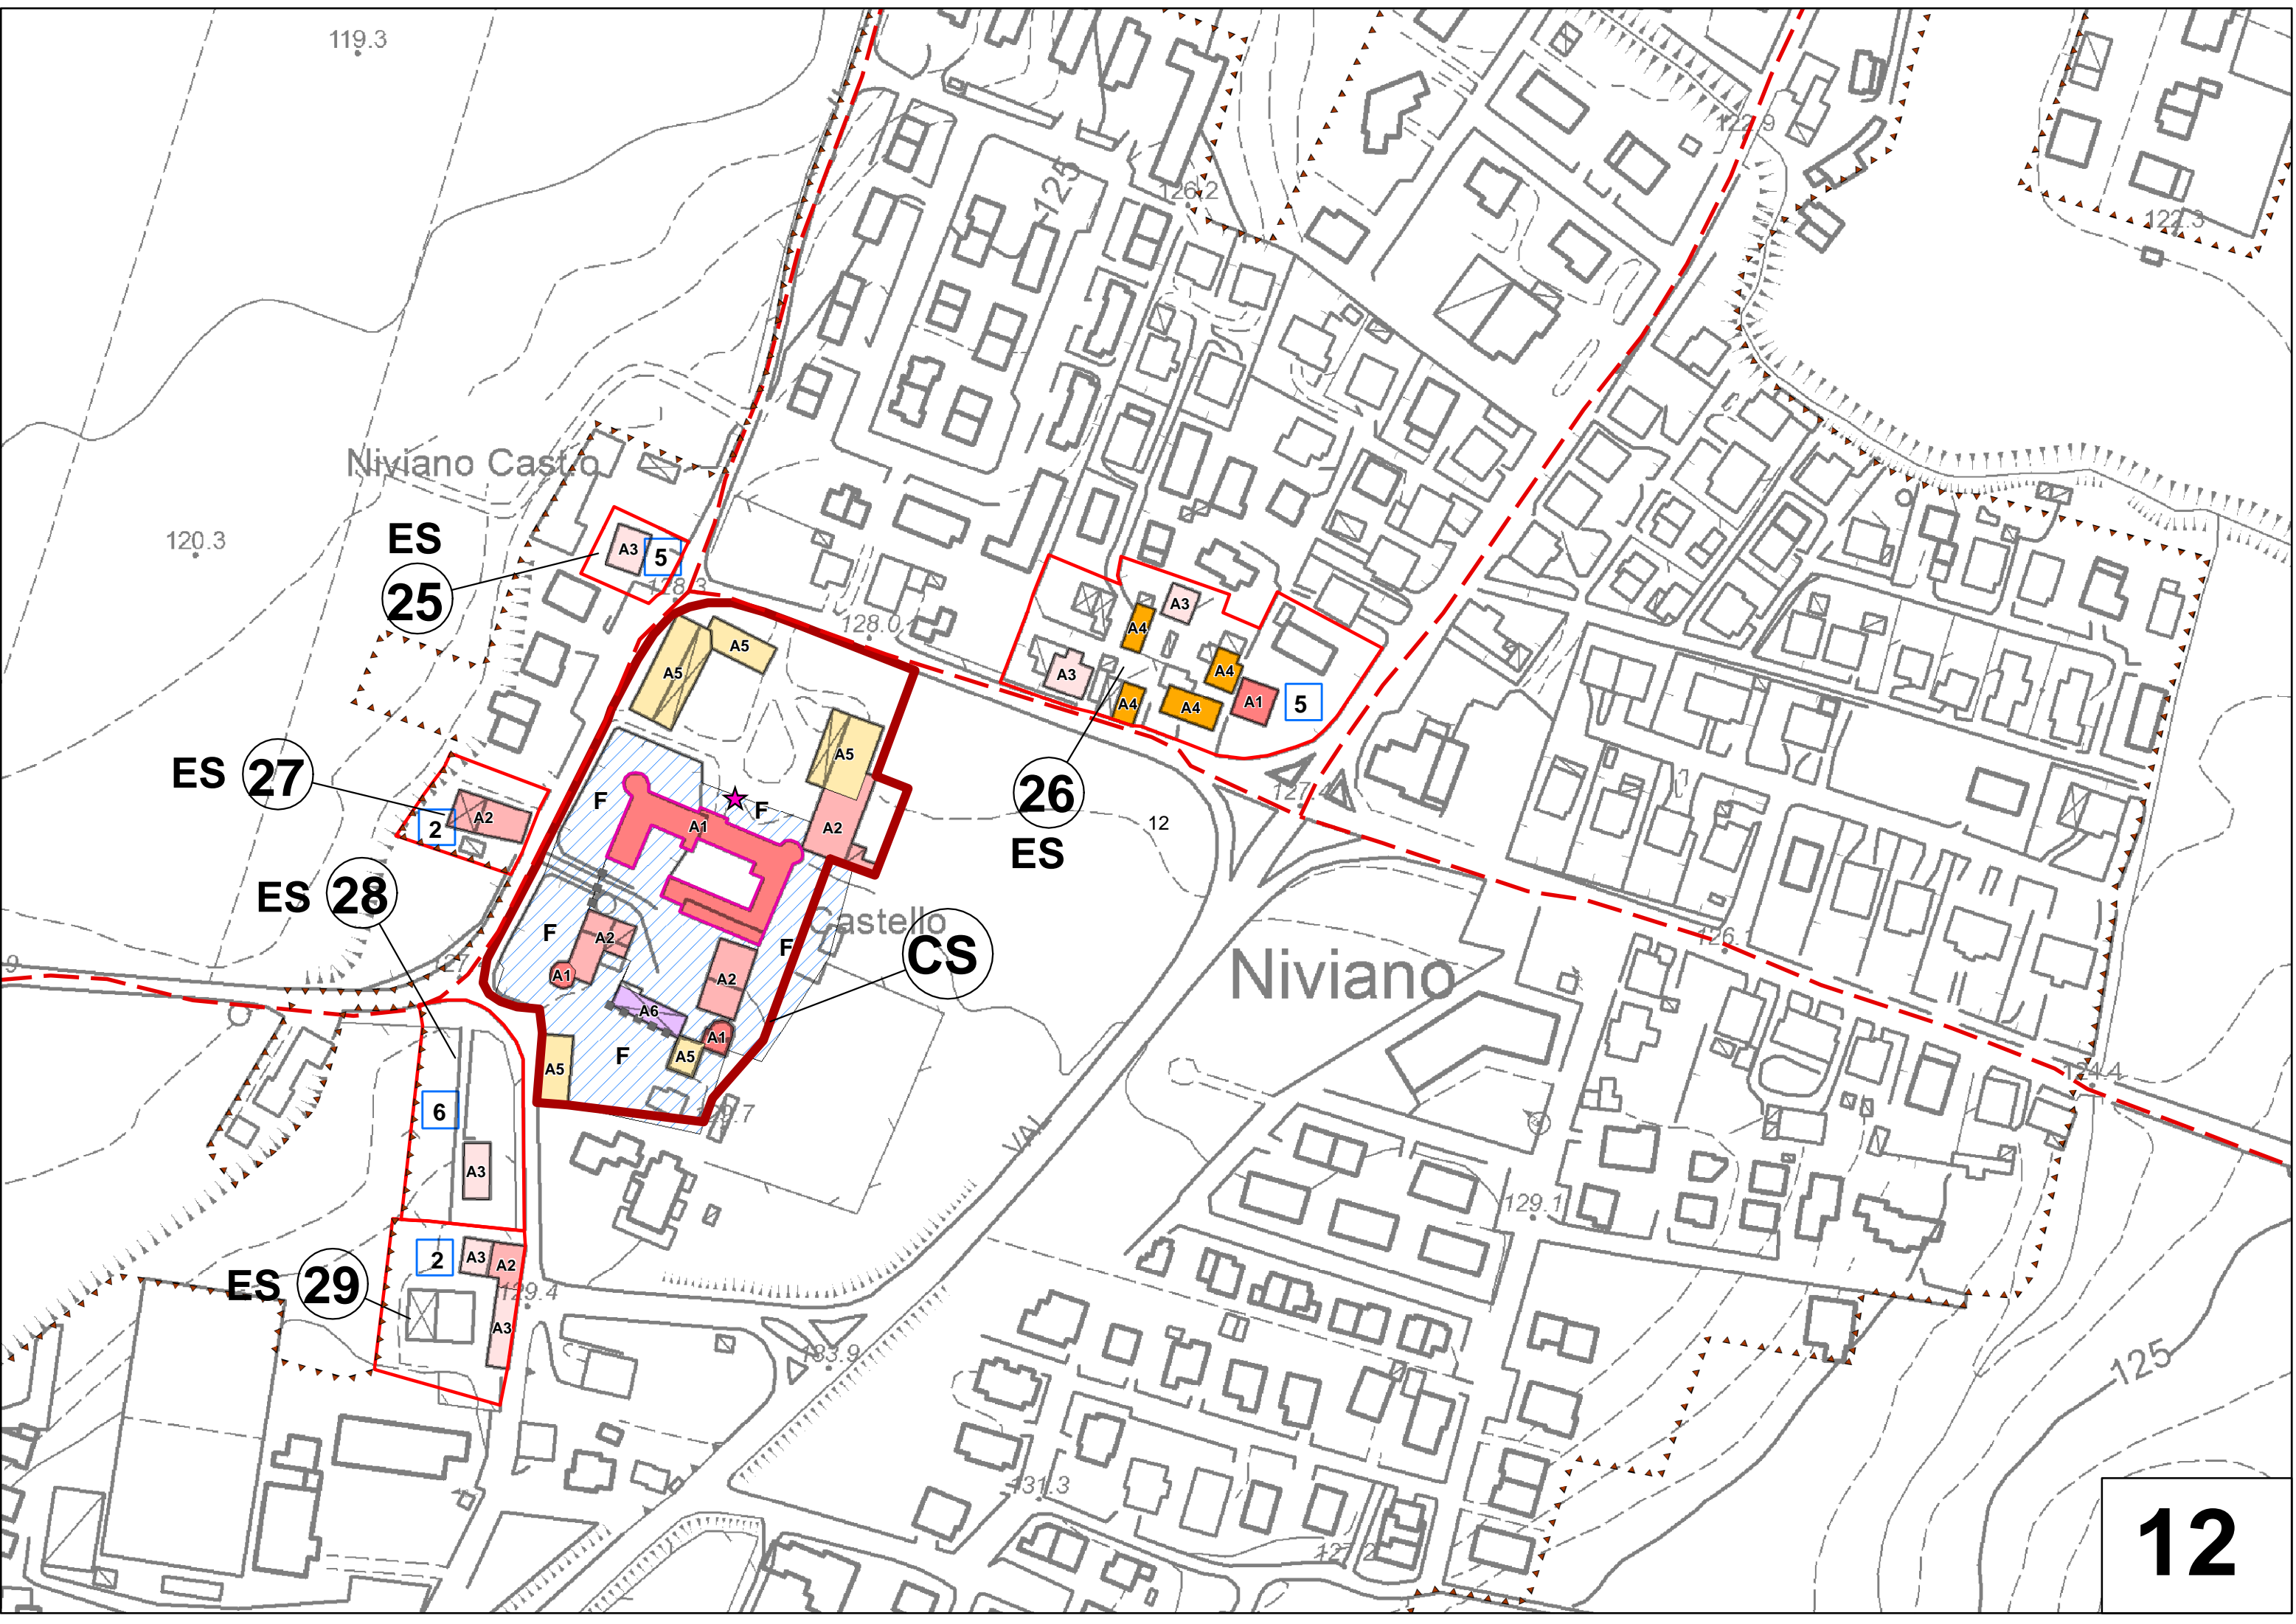 119.3
122.9
125
126.2
122.3
Niviano Castro
120.3
ES
25
A3
5
128.3
128.0
A3
A4
A3
A4
A4
A4
A1
5
A5
A5
A5
ES
27
2
A2
F
F
A1
A2
26
ES
127.4
12
ES
28
F
A2
A1
Castello
F
A2
CS
Niviano
126.1
9
127.
A6
A1
A5
F
A5
124.4
6
A3
129.1
2
A3
A2
ES
29
129.4
A3
133.9
125
131.3
127.2
12